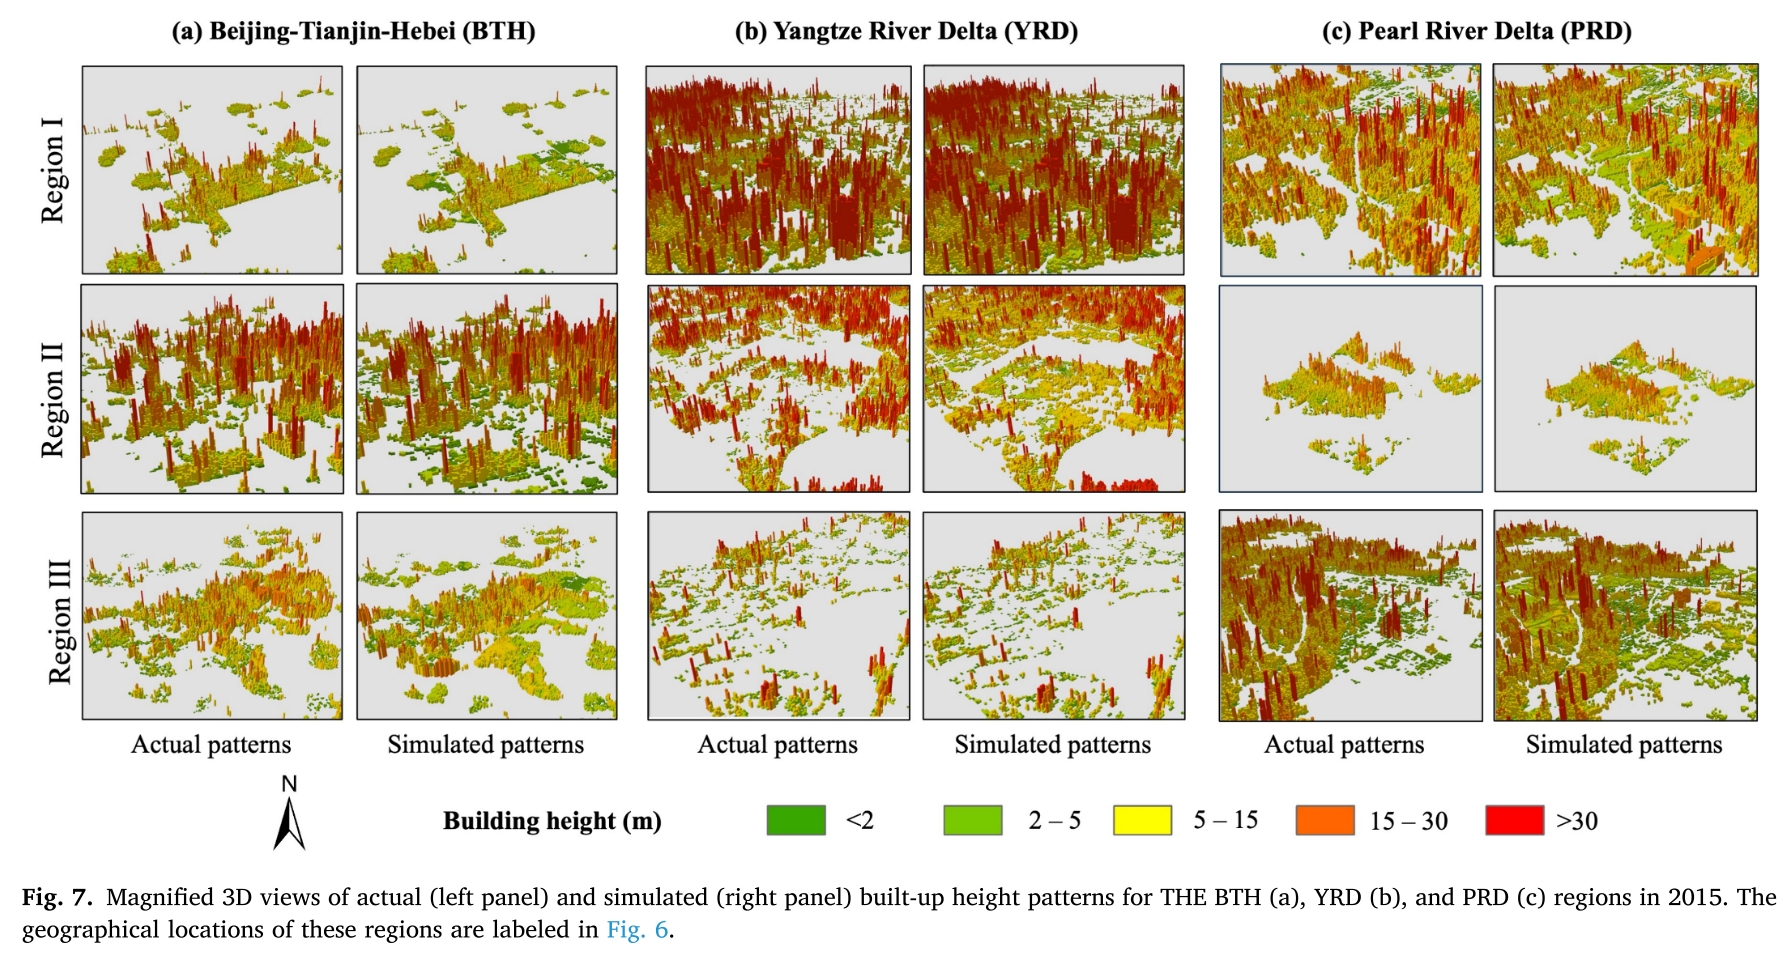 (a) Beijing-Tianjin-Hebei (BTH)
(b) Yangtze River Delta (YRD)
(c) Pearl River Delta (PRD)
Region I
Region II
Region III
Actual patterns
Simulated patterns
Actual patterns
Simulated patterns
Actual patterns
Simulated patterns
N
Building height (m)
<2
2 – 5
5 – 15
15 – 30
>30
Fig. 7. Magnified 3D views of actual (left panel) and simulated (right panel) built-up height patterns for THE BTH (a), YRD (b), and PRD (c) regions in 2015. The
geographical locations of these regions are labeled in Fig. 6.